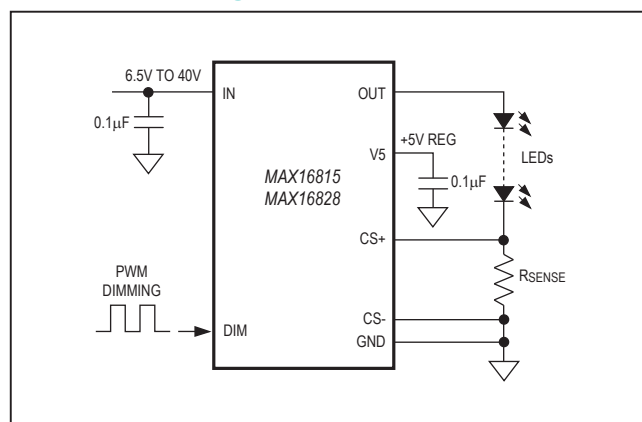 6.5V TO 40V
IN
OUT
0.1µF
+5V REG
V5
LEDs
MAX16815
MAX16828
0.1µF
CS+
RSENSE
PWM
DIMMING
CS-
DIM
GND